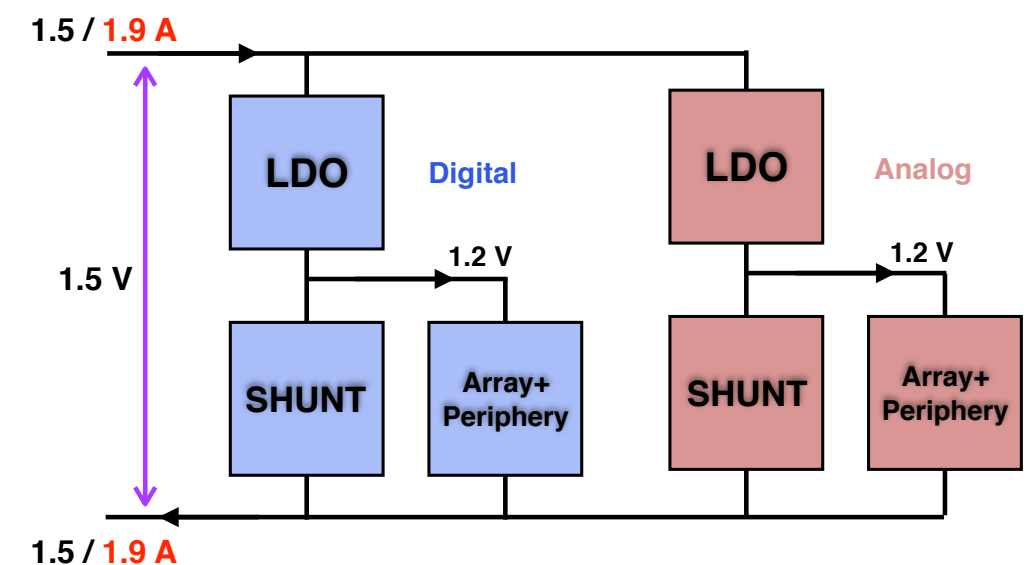 1.5 / 1.9 A
LDO
Digital
LDO
Analog
1.5 V
1.2 V
1.2 V
SHUNT
Array+
Periphery
SHUNT
Array+
Periphery
1.5 / 1.9 A